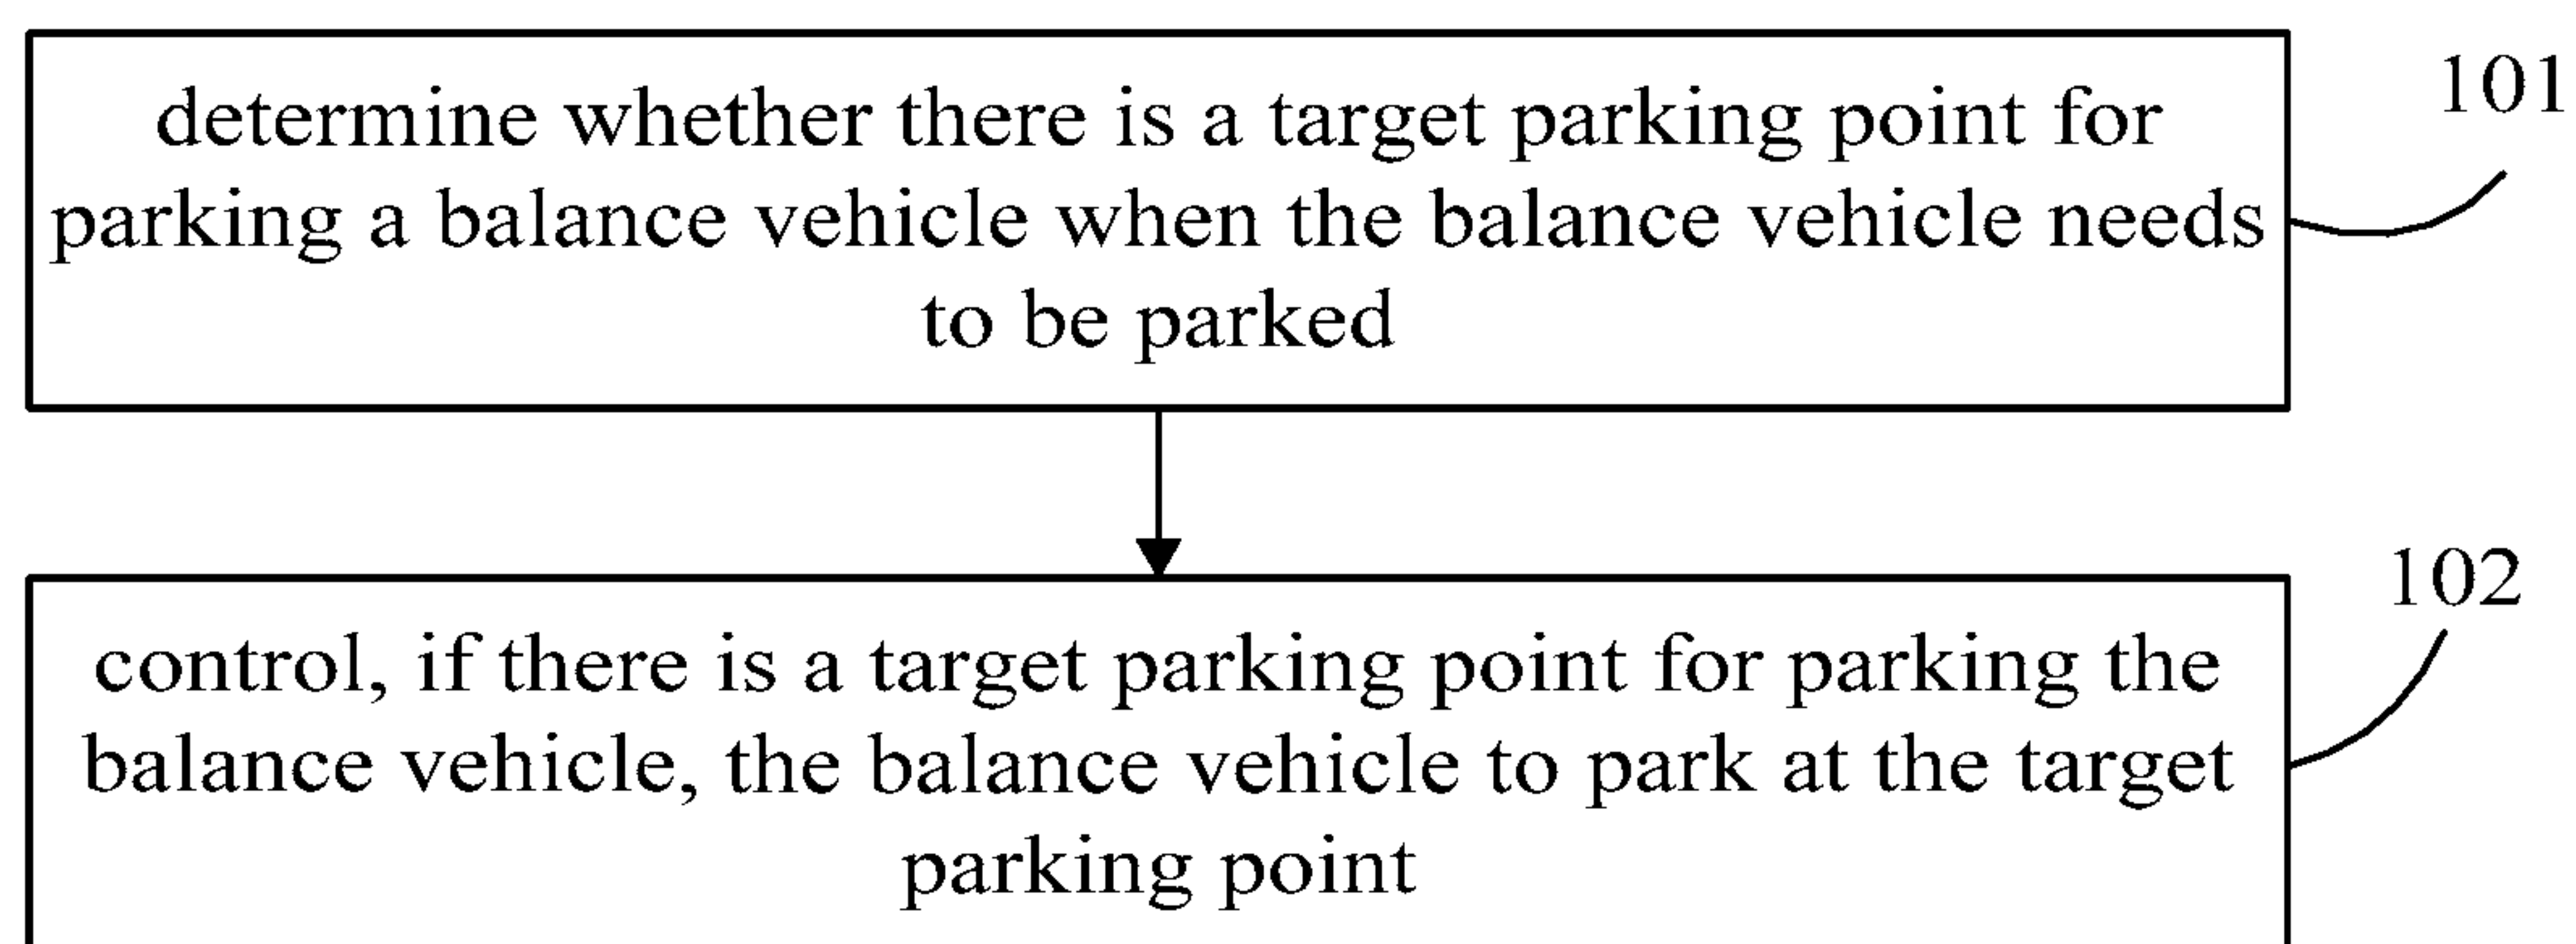 101
determine whether there is a target parking point for
parking a balance vehicle when the balance vehicle needs
to be parked
102
control, if there is a target parking point for parking the
balance vehicle, the balance vehicle to park at the target
parking point